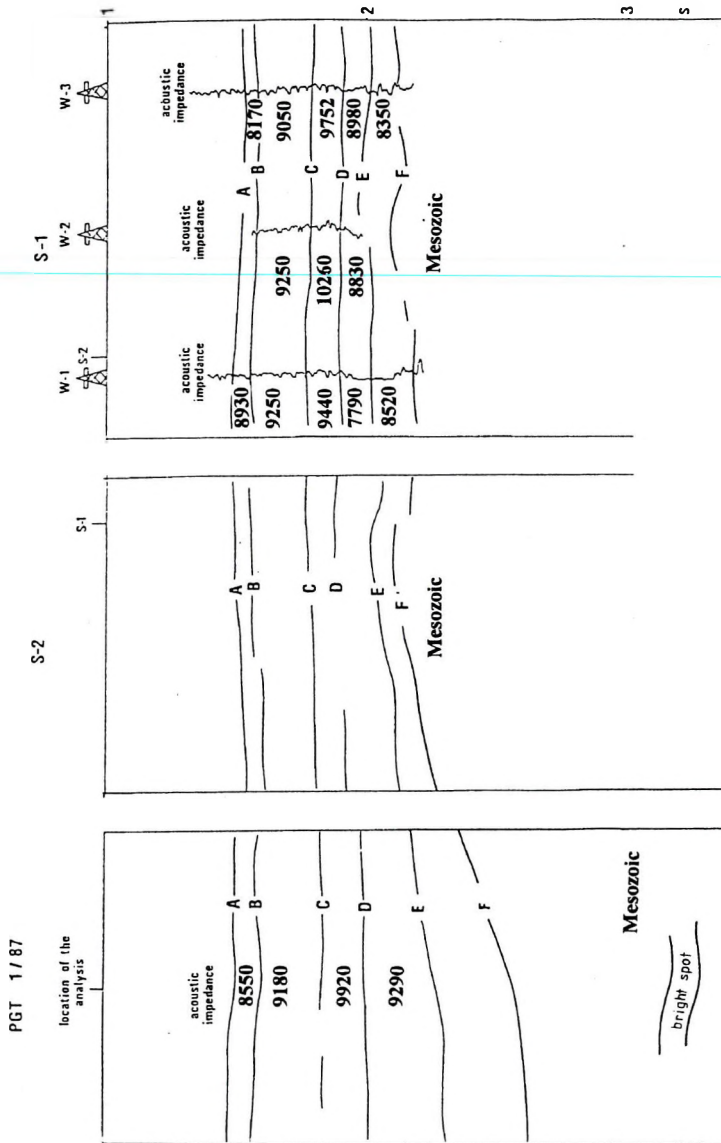 PGT 1/87
location of the
analysis
acoustic
impedance
A
8550
B
9180
C
9920
D
9290
E
F
Mesozoic
bright spot
S-2
S-1
A
B
C
D
E
F
Mesozoic
S-1
W-1
S-2
W-2
W-3
1
acoustic
impedance
acoustic
impedance
acoustic
impedance
8930
9250
9440
7790
8520
9250
10260
8830
A
B
C
D
E
F
8170
9050
9752
8980
8350
Mesozoic
2
3
s